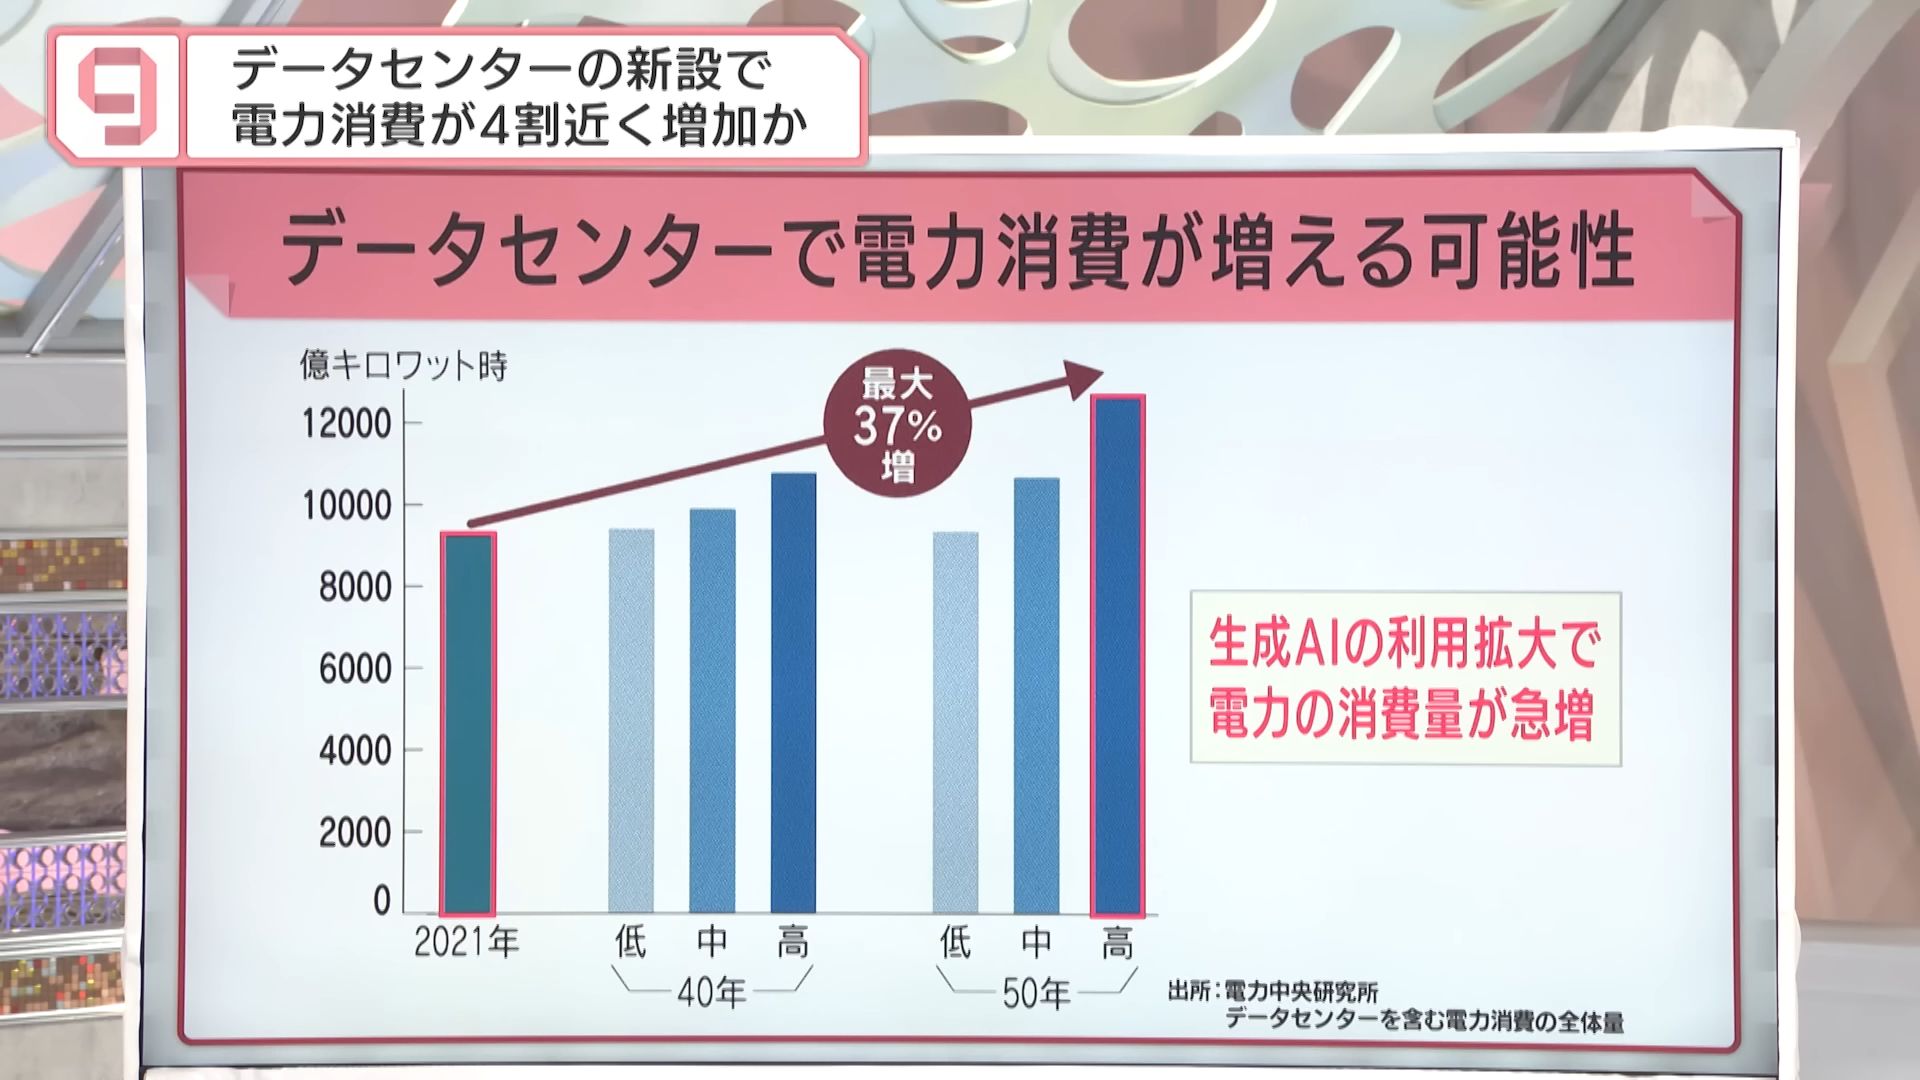 9
データセンターの新設で
電力消費が4割近く増加か
データセンターで電力消費が増える可能性
億キロワット時
12000
10000
8000
6000
4000
2000
0
最大
37%
増
2021年
低 中 高
40年
低 中 高
50年
生成AIの利用拡大で
電力の消費量が急増
出所：電力中央研究所
データセンターを含む電力消費の全体量